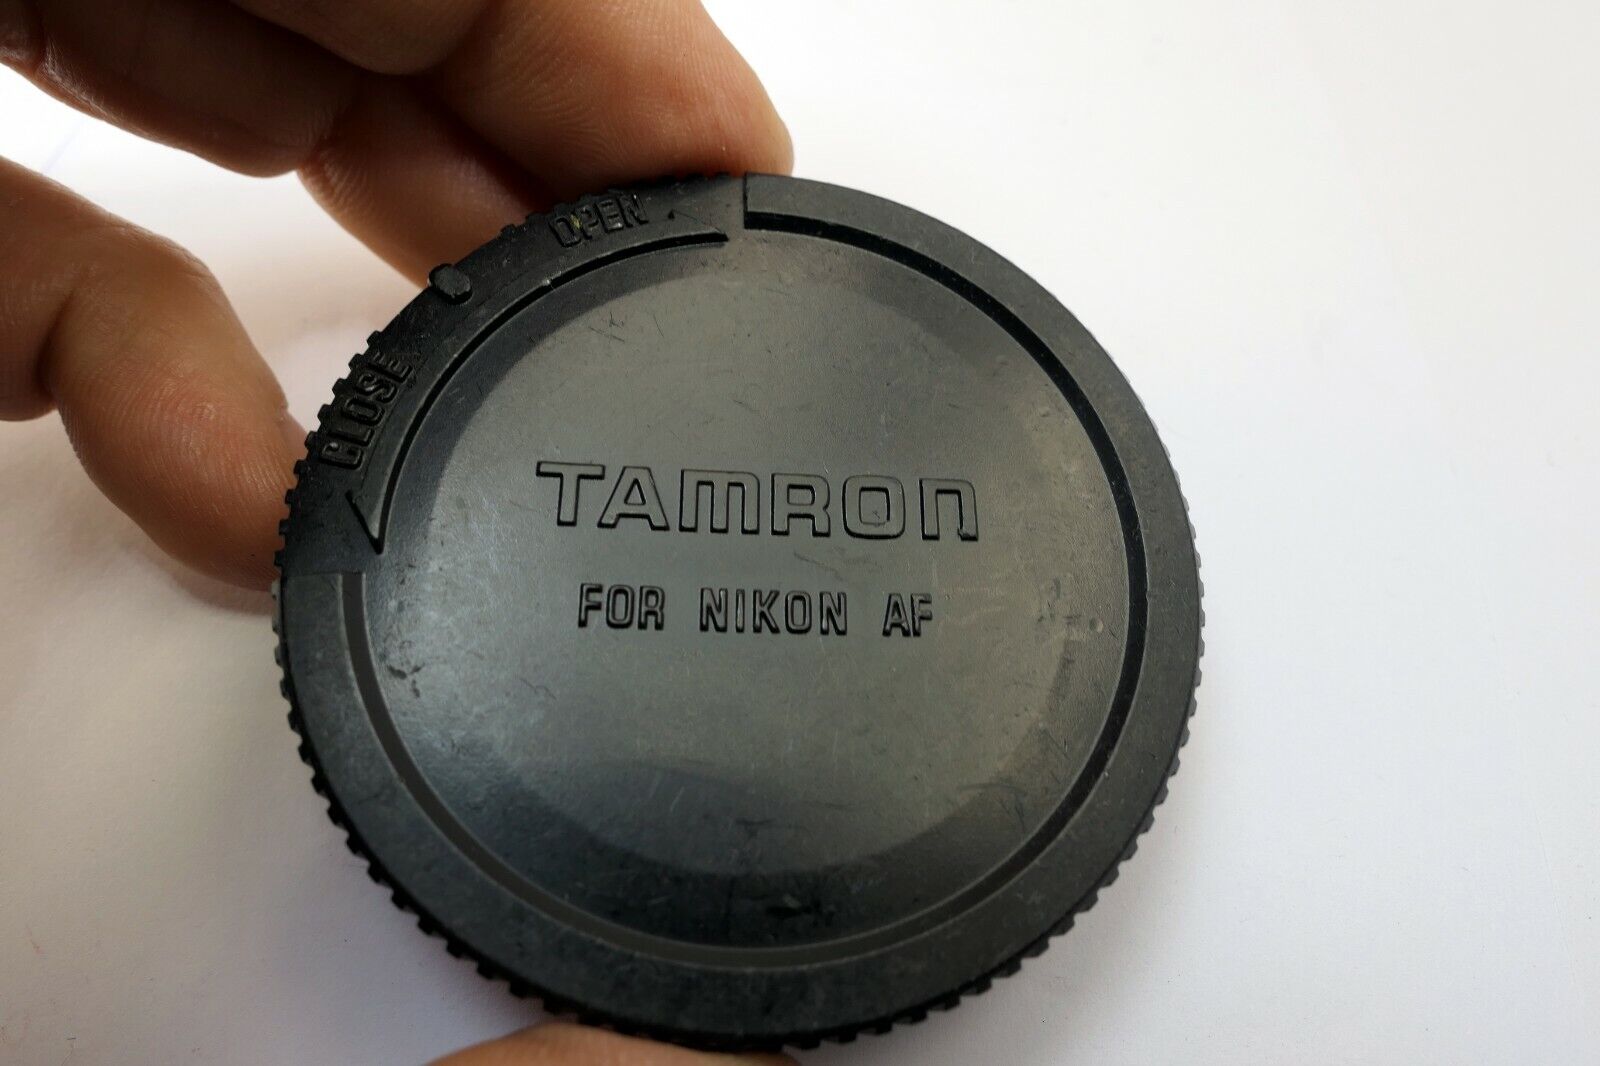 OPEN
CLOSE
TAMRON
FOR NIKON AF